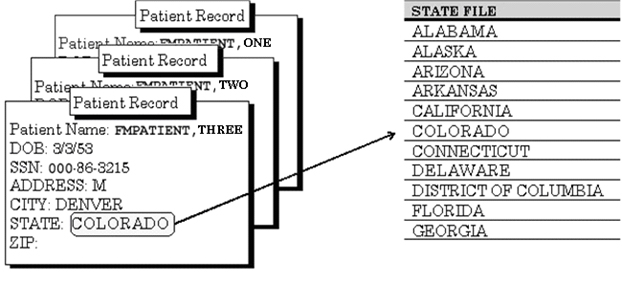 Patient Record
Patient Name: FMPATIENT, ONE
Patient Record
Patient Name: FMPATIENT, TWO
Patient Record
Patient Name: FMPATIENT, THREE
DOB: 3/3/53
SSN: 000-86-3215
ADDRESS: M
CITY: DENVER
STATE: COLORADO
ZIP:
STATE FILE
ALABAMA
ALASKA
ARIZONA
ARKANSAS
CALIFORNIA
COLORADO
CONNECTICUT
DELAWARE
DISTRICT OF COLUMBIA
FLORIDA
GEORGIA